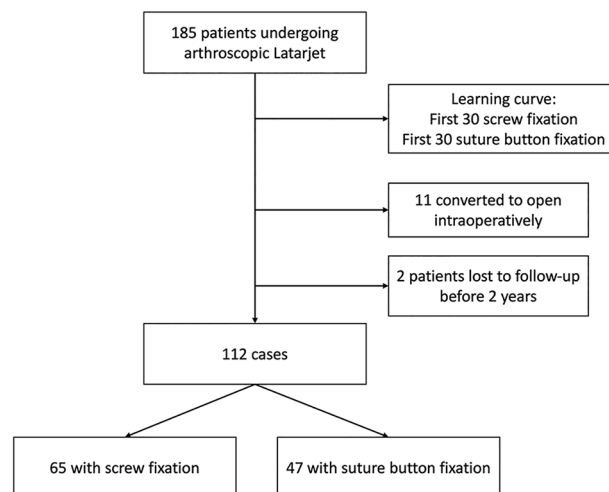 185 patients undergoing
arthroscopic Latarjet
Learning curve:
First 30 screw fixation
First 30 suture button fixation
11 converted to open
intraoperatively
2 patients lost to follow-up
before 2 years
112 cases
65 with screw fixation
47 with suture button fixation